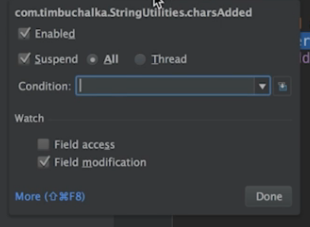 com.timbuchalka.StringUtilities.charsAdded
Enabled
Suspend All Thread
Condition:
Watch
Field access
Field modification
More (⇧⌘F8) Done